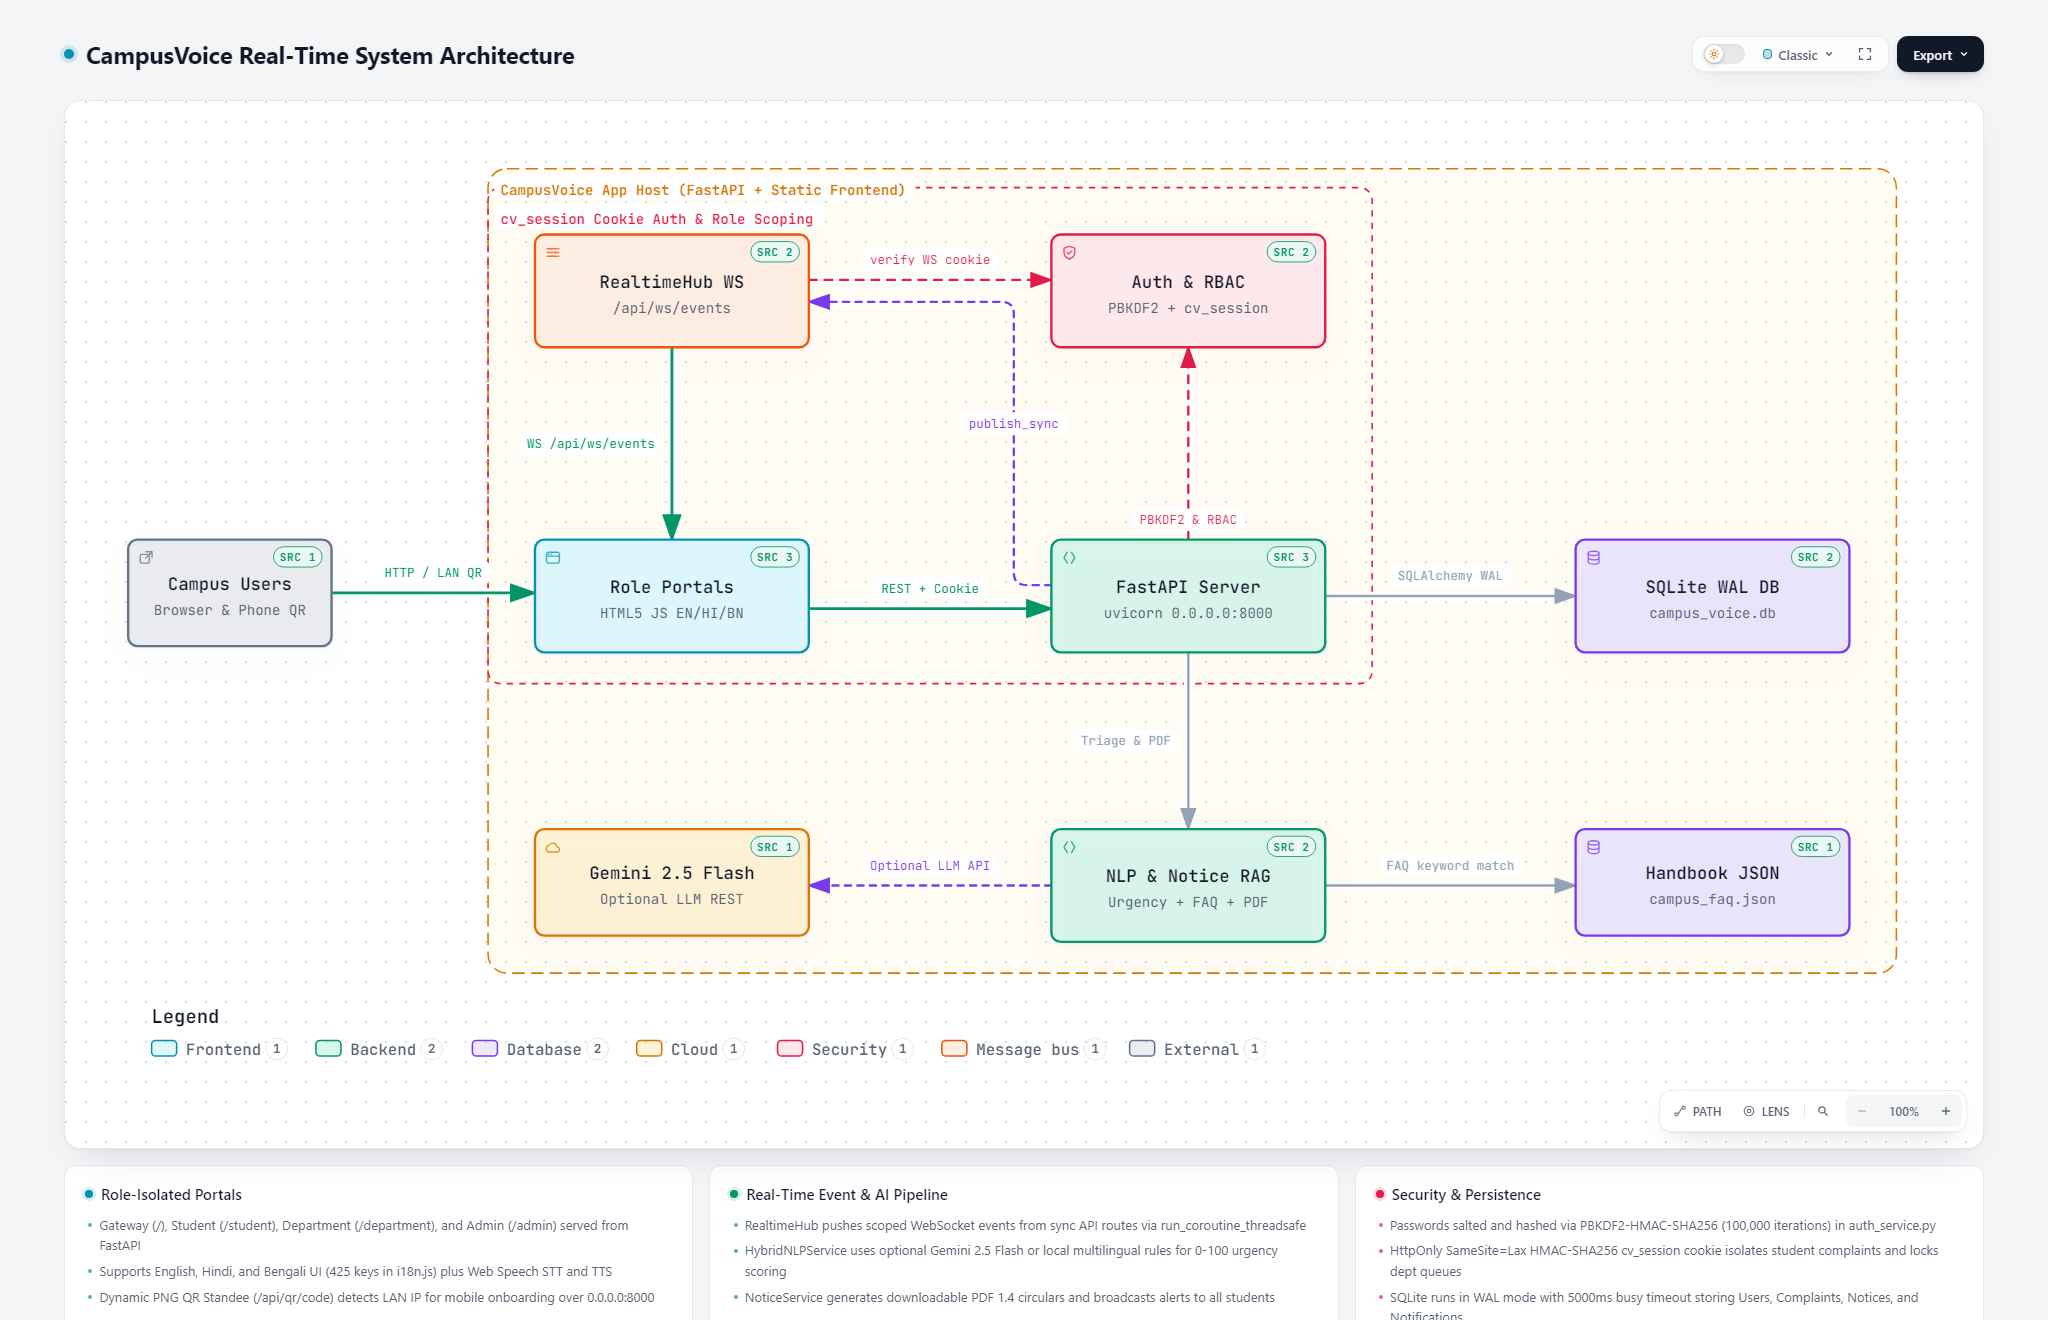 CampusVoice Real-Time System Architecture
Classic
Export
CampusVoice App Host (FastAPI + Static Frontend)
cv_session Cookie Auth & Role Scoping
SRC 2
RealtimeHub WS
/api/ws/events
verify WS cookie
SRC 2
Auth & RBAC
PBKDF2 + cv_session
publish_sync
WS /api/ws/events
PBKDF2 & RBAC
SRC 1
Campus Users
Browser & Phone QR
HTTP / LAN QR
SRC 3
Role Portals
HTML5 JS EN/HI/BN
REST + Cookie
SRC 3
FastAPI Server
uvicorn 0.0.0.0:8000
SQLAlchemy WAL
SRC 2
SQLite WAL DB
campus_voice.db
Triage & PDF
SRC 1
Gemini 2.5 Flash
Optional LLM REST
Optional LLM API
SRC 2
NLP & Notice RAG
Urgency + FAQ + PDF
FAQ keyword match
SRC 1
Handbook JSON
campus_faq.json
Legend
Frontend 1
Backend 2
Database 2
Cloud 1
Security 1
Message bus 1
External 1
PATH
LENS
100%
Role-Isolated Portals
• Gateway (/), Student (/student), Department (/department), and Admin (/admin) served from
FastAPI
• Supports English, Hindi, and Bengali UI (425 keys in i18n.js) plus Web Speech STT and TTS
• Dynamic PNG QR Standee (/api/qr/code) detects LAN IP for mobile onboarding over 0.0.0.0:8000
Real-Time Event & AI Pipeline
• RealtimeHub pushes scoped WebSocket events from sync API routes via run_coroutine_threadsafe
• HybridNLPService uses optional Gemini 2.5 Flash or local multilingual rules for 0-100 urgency
scoring
• NoticeService generates downloadable PDF 1.4 circulars and broadcasts alerts to all students
Security & Persistence
• Passwords salted and hashed via PBKDF2-HMAC-SHA256 (100,000 iterations) in auth_service.py
• HttpOnly SameSite=Lax HMAC-SHA256 cv_session cookie isolates student complaints and locks
dept queues
• SQLite runs in WAL mode with 5000ms busy timeout storing Users, Complaints, Notices, and
Notifications